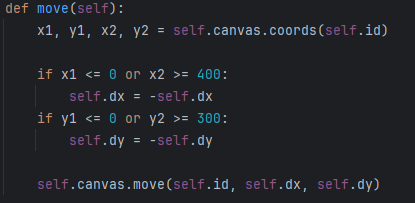 def move(self):
    x1, y1, x2, y2 = self.canvas.coords(self.id)

    if x1 <= 0 or x2 >= 400:
        self.dx = -self.dx
    if y1 <= 0 or y2 >= 300:
        self.dy = -self.dy

    self.canvas.move(self.id, self.dx, self.dy)